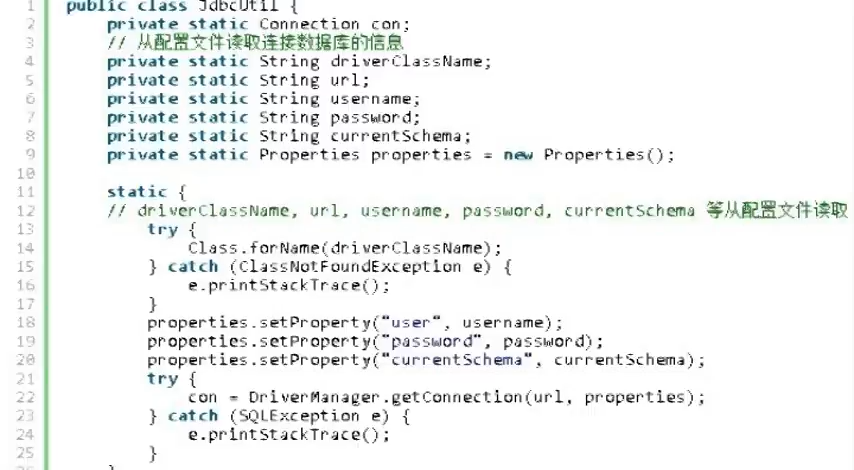 1 public class JdbcUtil {
2     private static Connection con;
3     // 从配置文件读取连接数据库的信息
4     private static String driverClassName;
5     private static String url;
6     private static String username;
7     private static String password;
8     private static String currentSchema;
9     private static Properties properties = new Properties();
10
11     static {
12     // driverClassName, url, username, password, currentSchema 等从配置文件读取
13         try {
14             Class.forName(driverClassName);
15         } catch (ClassNotFoundException e) {
16             e.printStackTrace();
17         }
18         properties.setProperty("user", username);
19         properties.setProperty("password", password);
20         properties.setProperty("currentSchema", currentSchema);
21         try {
22             con = DriverManager.getConnection(url, properties);
23         } catch (SQLException e) {
24             e.printStackTrace();
25         }